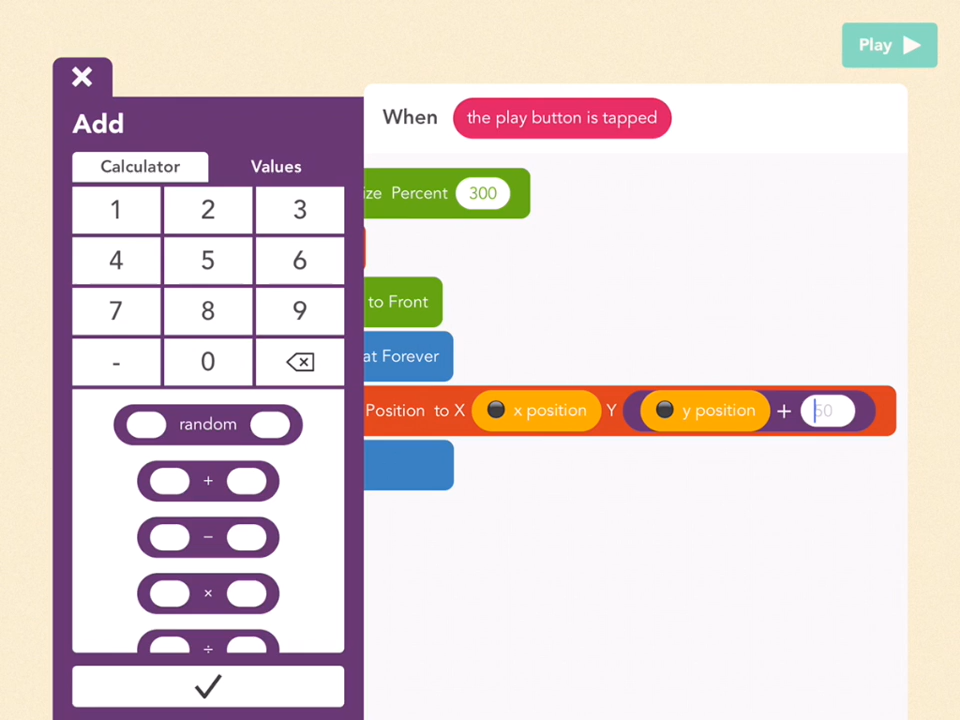 Play
Add
When the play button is tapped
Calculator Values
1 2 3
ize Percent 300
4 5 6
7 8 9
to Front
- 0
at Forever
Position to X x position Y y position + 50
random
+
−
×
÷